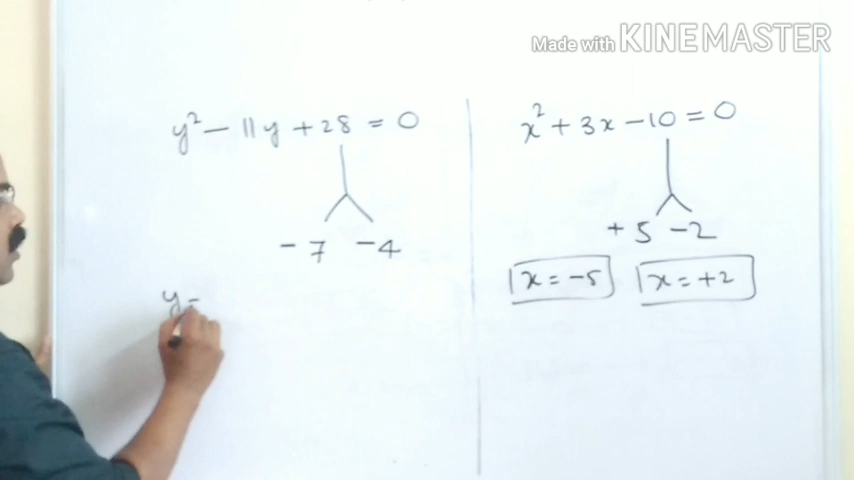 Made with KINEMASTER
y² - 11y + 28 = 0
-7 -4
y =
x² + 3x - 10 = 0
+5 -2
x = -5 x = +2